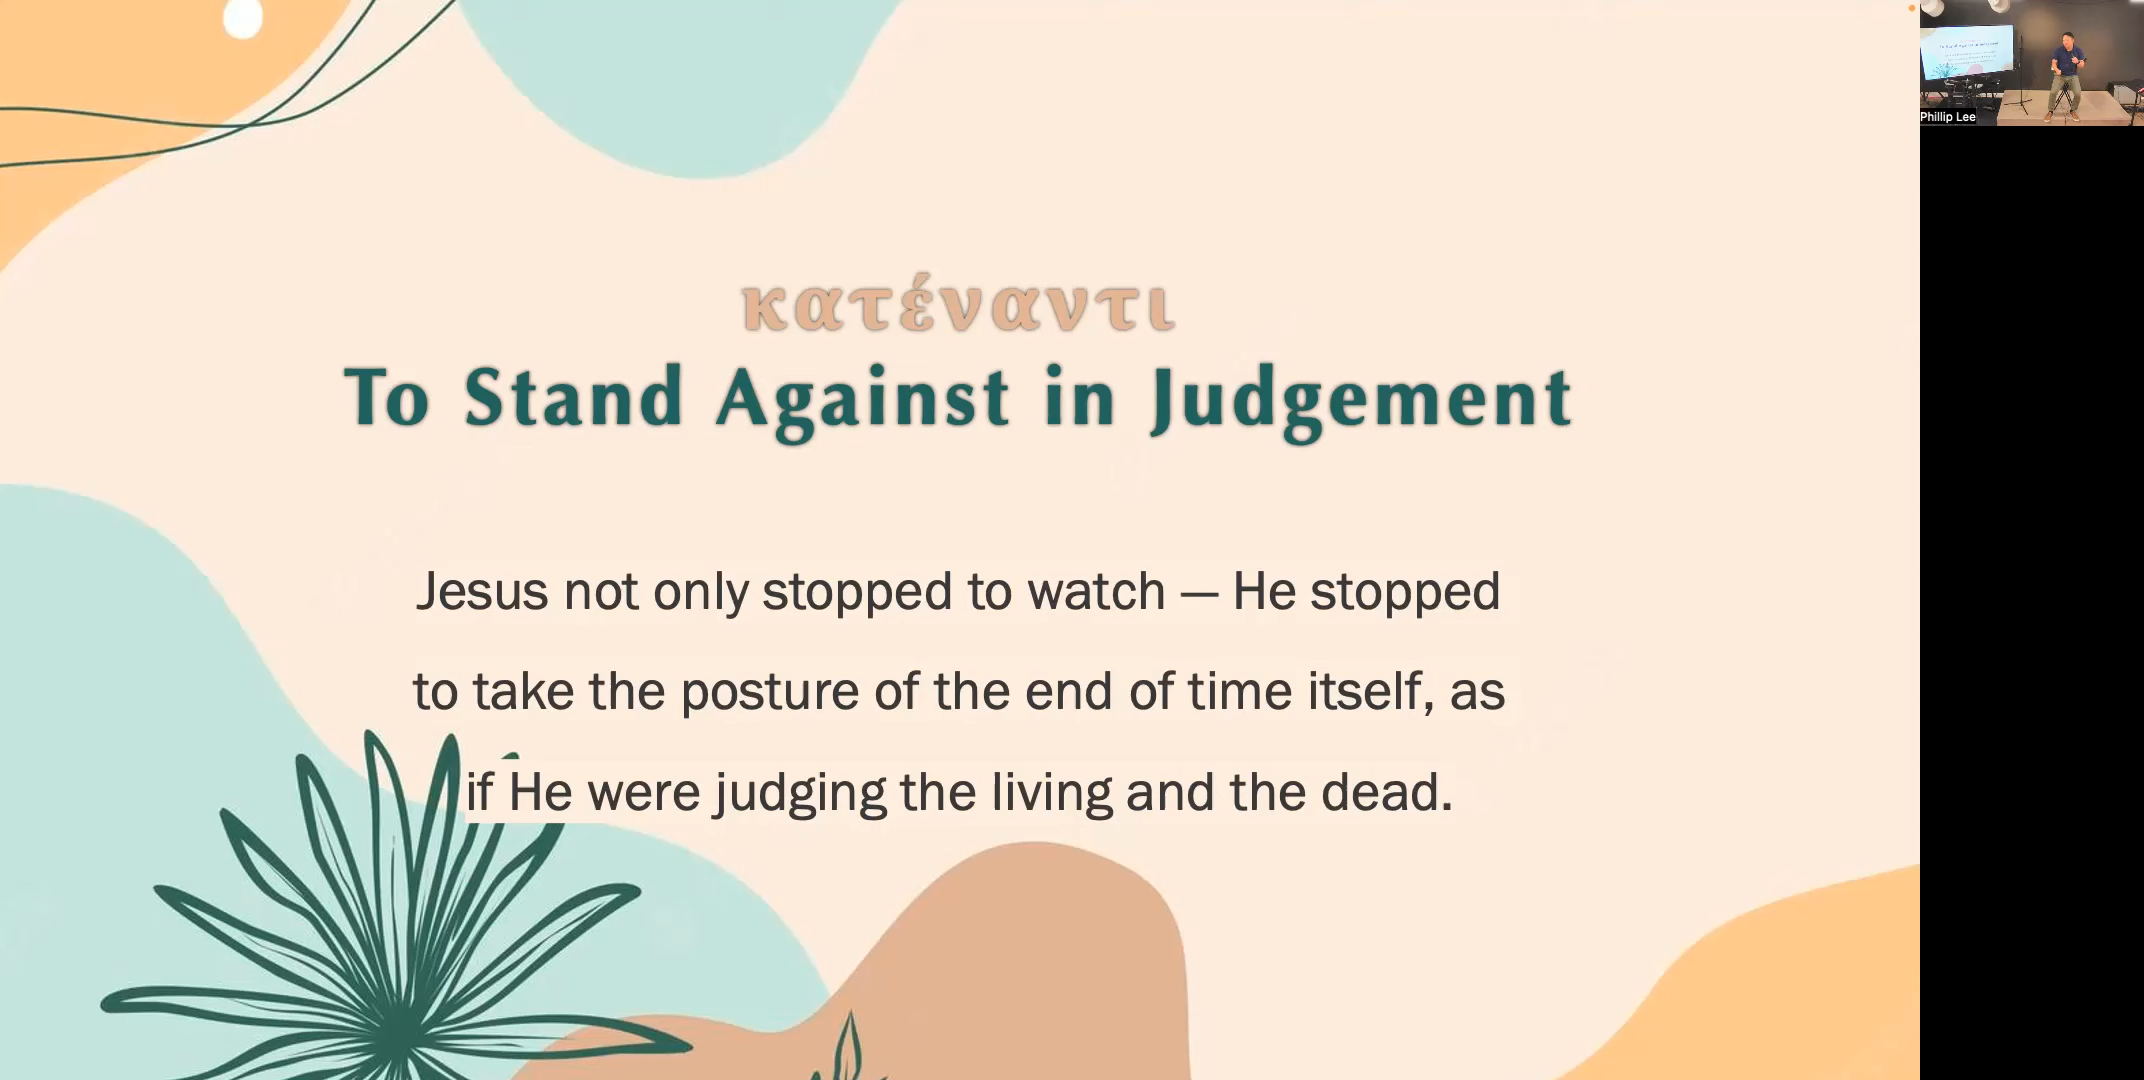 κατέναντι
To Stand Against in Judgement
Jesus not only stopped to watch — He stopped
to take the posture of the end of time itself, as
if He were judging the living and the dead.
Phillip Lee